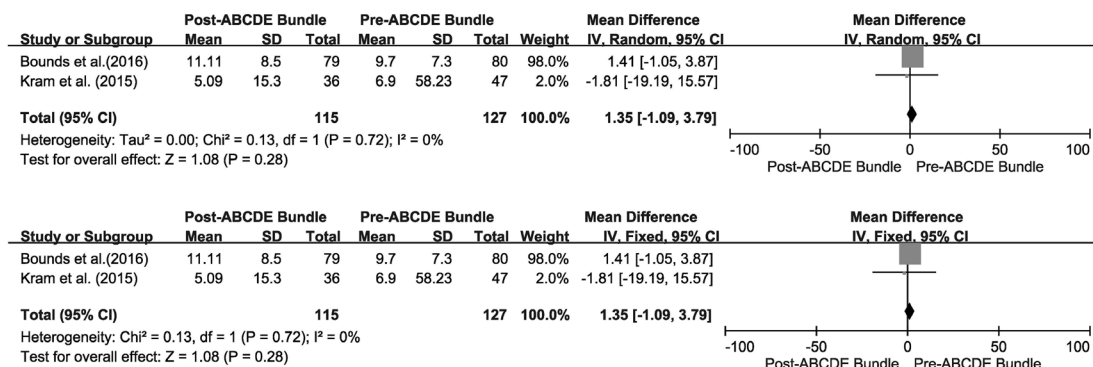 Post-ABCDE Bundle Pre-ABCDE Bundle Mean Difference Mean Difference
Study or Subgroup Mean SD Total Mean SD Total Weight IV, Random, 95% CI IV, Random, 95% CI
Bounds et al.(2016) 11.11 8.5 79 9.7 7.3 80 98.0% 1.41 [-1.05, 3.87]
Kram et al. (2015) 5.09 15.3 36 6.9 58.23 47 2.0% -1.81 [-19.19, 15.57]
Total (95% CI) 115 127 100.0% 1.35 [-1.09, 3.79]
Heterogeneity: Tau² = 0.00; Chi² = 0.13, df = 1 (P = 0.72); I² = 0%
Test for overall effect: Z = 1.08 (P = 0.28)
-100 -50 0 50 100
Post-ABCDE Bundle Pre-ABCDE Bundle
Post-ABCDE Bundle Pre-ABCDE Bundle Mean Difference Mean Difference
Study or Subgroup Mean SD Total Mean SD Total Weight IV, Fixed, 95% CI IV, Fixed, 95% CI
Bounds et al.(2016) 11.11 8.5 79 9.7 7.3 80 98.0% 1.41 [-1.05, 3.87]
Kram et al. (2015) 5.09 15.3 36 6.9 58.23 47 2.0% -1.81 [-19.19, 15.57]
Total (95% CI) 115 127 100.0% 1.35 [-1.09, 3.79]
Heterogeneity: Chi² = 0.13, df = 1 (P = 0.72); I² = 0%
Test for overall effect: Z = 1.08 (P = 0.28)
-100 -50 0 50 100
Post-ABCDE Bundle Pre-ABCDE Bundle